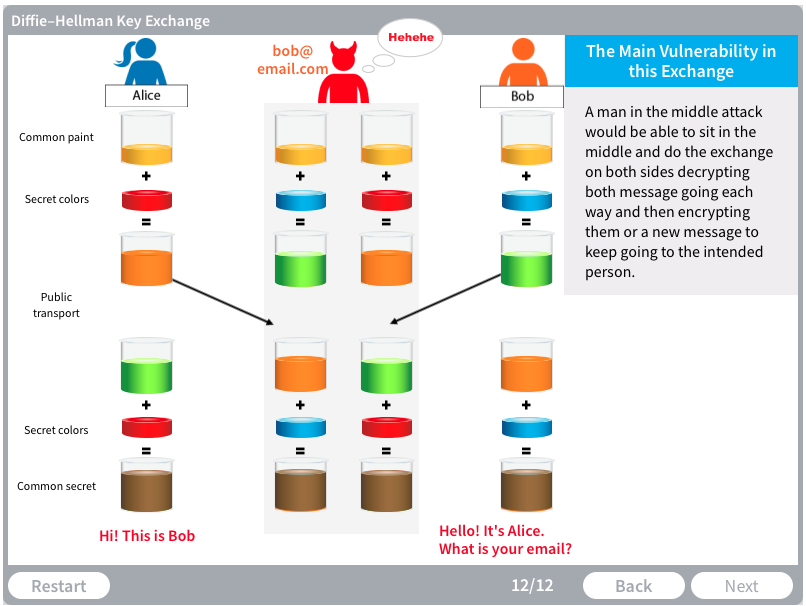 Diffie–Hellman Key Exchange
bob@
email.com
Hehehe
Alice
Bob
The Main Vulnerability in
this Exchange
A man in the middle attack
would be able to sit in the
middle and do the exchange
on both sides decrypting
both message going each
way and then encrypting
them or a new message to
keep going to the intended
person.
Common paint
+ + + +
Secret colors
= = = =
Public
transport
+ + + +
Secret colors
= = = =
Common secret
Hi! This is Bob
Hello! It's Alice.
What is your email?
Restart
12/12
Back
Next